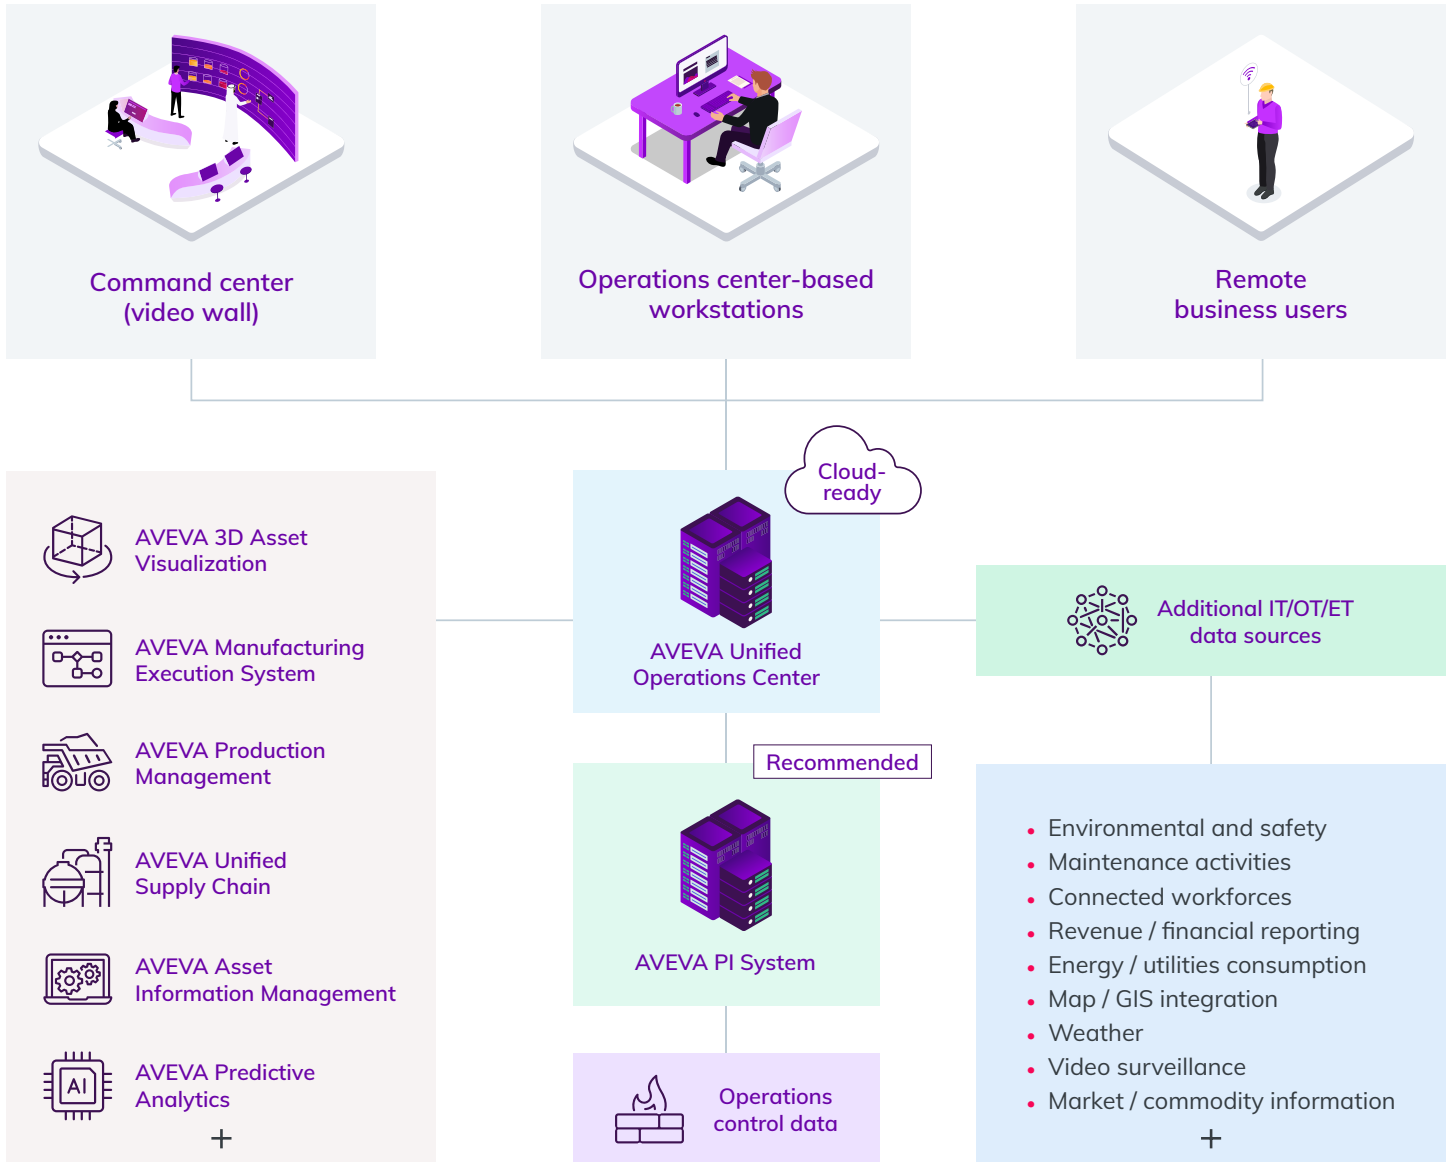 Command center
(video wall)
Operations center-based
workstations
Remote
business users
Cloud-
ready
AVEVA 3D Asset
Visualization
AVEVA Manufacturing
Execution System
AVEVA Production
Management
AVEVA Unified
Supply Chain
AVEVA Asset
Information Management
AI
AVEVA Predictive
Analytics
+
AVEVA Unified
Operations Center
Recommended
AVEVA PI System
Operations
control data
Additional IT/OT/ET
data sources
• Environmental and safety
• Maintenance activities
• Connected workforces
• Revenue / financial reporting
• Energy / utilities consumption
• Map / GIS integration
• Weather
• Video surveillance
• Market / commodity information
+